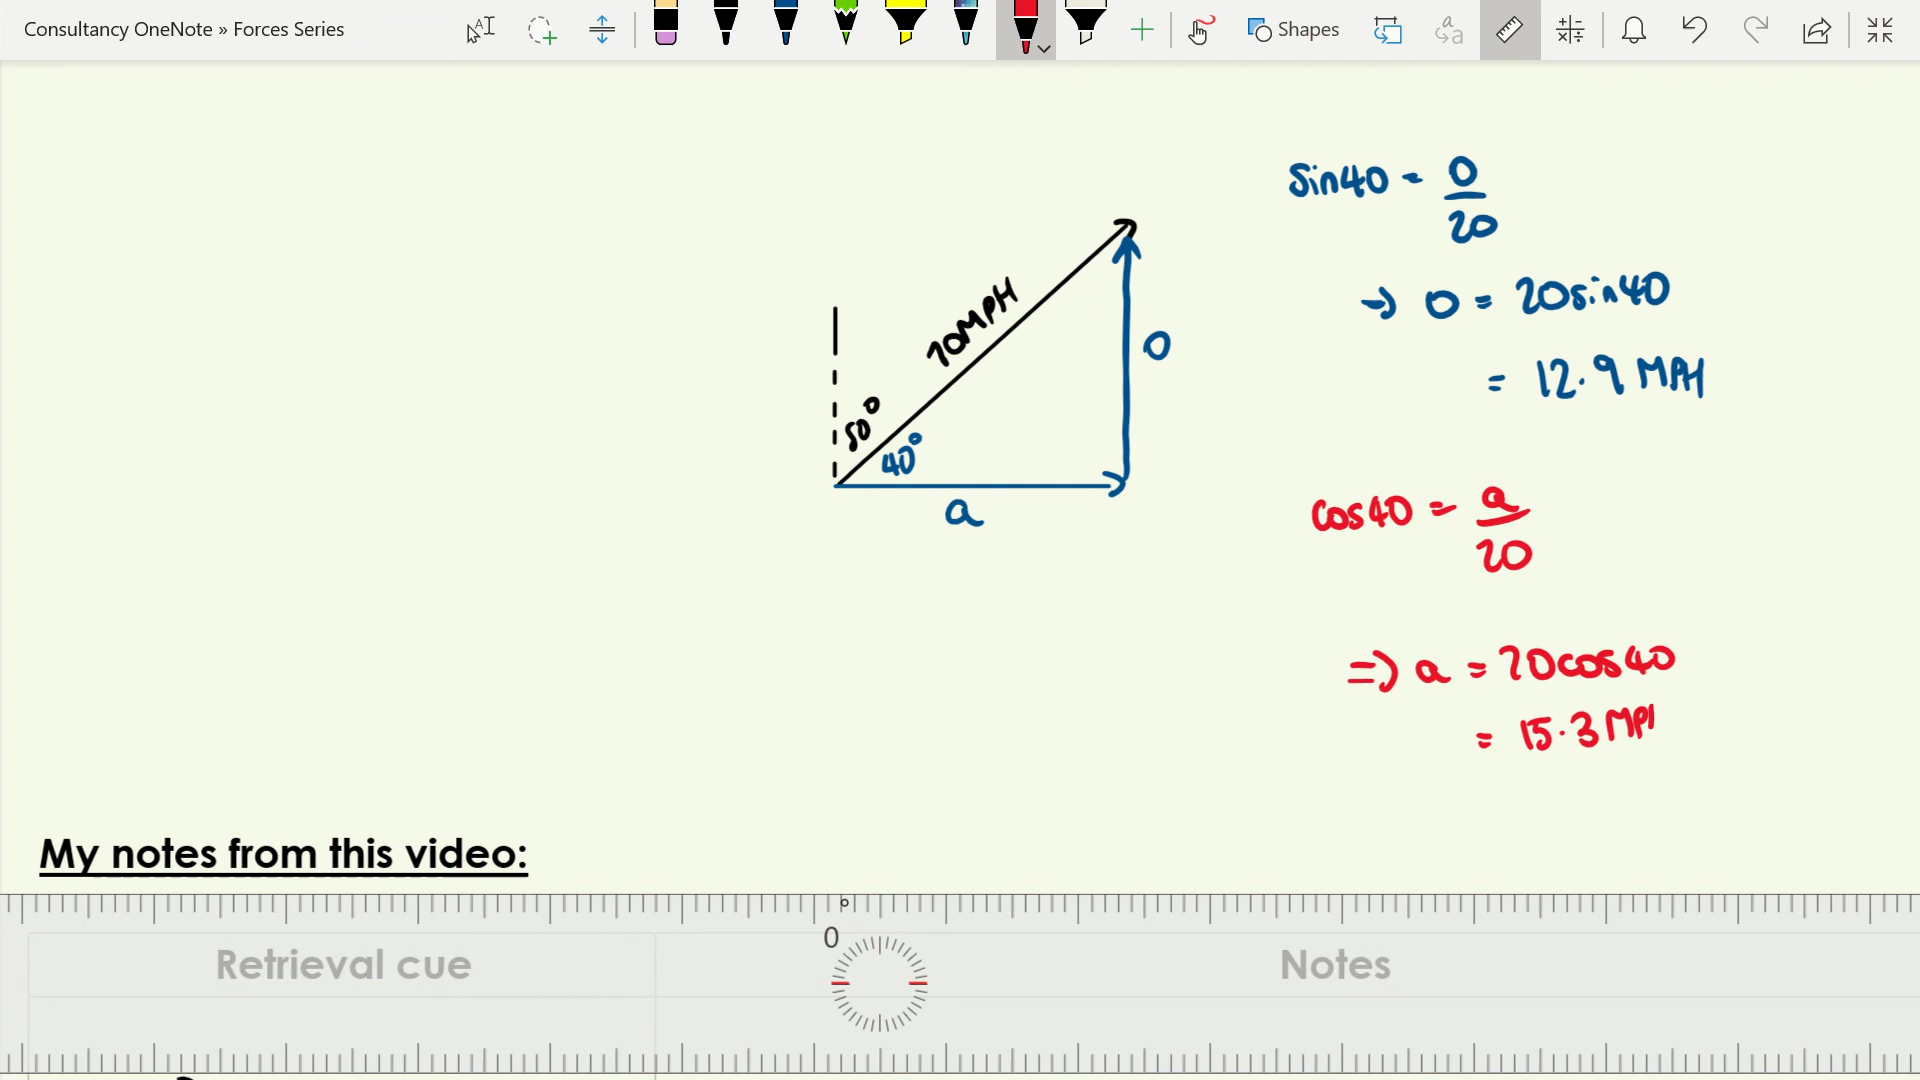 Consultancy OneNote » Forces Series
Shapes
Sin40 = O
20
→ O = 20sin40
= 12.9 MPH
20MPH
O
50°
40°
a
cos40 = a
20
⇒ a = 20cos40
= 15.3 MPH
My notes from this video:
0
Retrieval cue
Notes